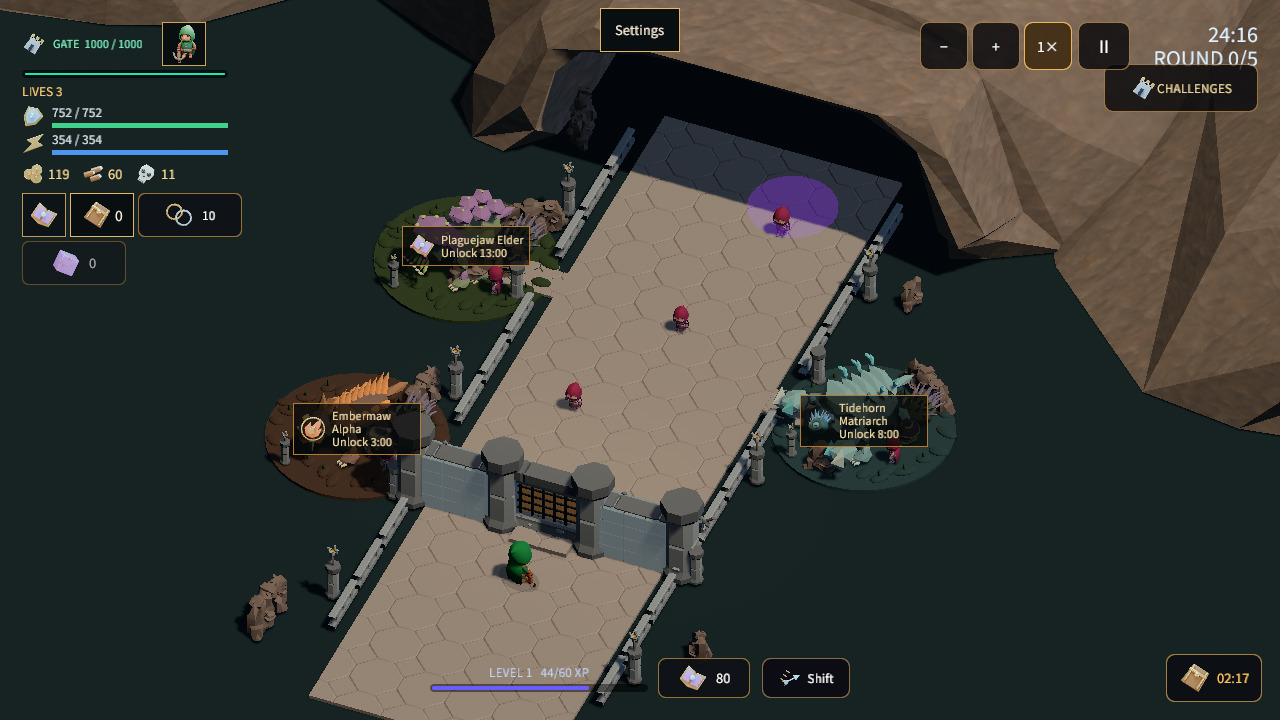 GATE 1000 / 1000
Settings
−
+
1×
24:16
ROUND 0/5
CHALLENGES
LIVES 3
752 / 752
354 / 354
119
60
11
0
10
0
Plaguejaw Elder
Unlock 13:00
Embermaw
Alpha
Unlock 3:00
Tidehorn
Matriarch
Unlock 8:00
LEVEL 1 44/60 XP
80
Shift
02:17